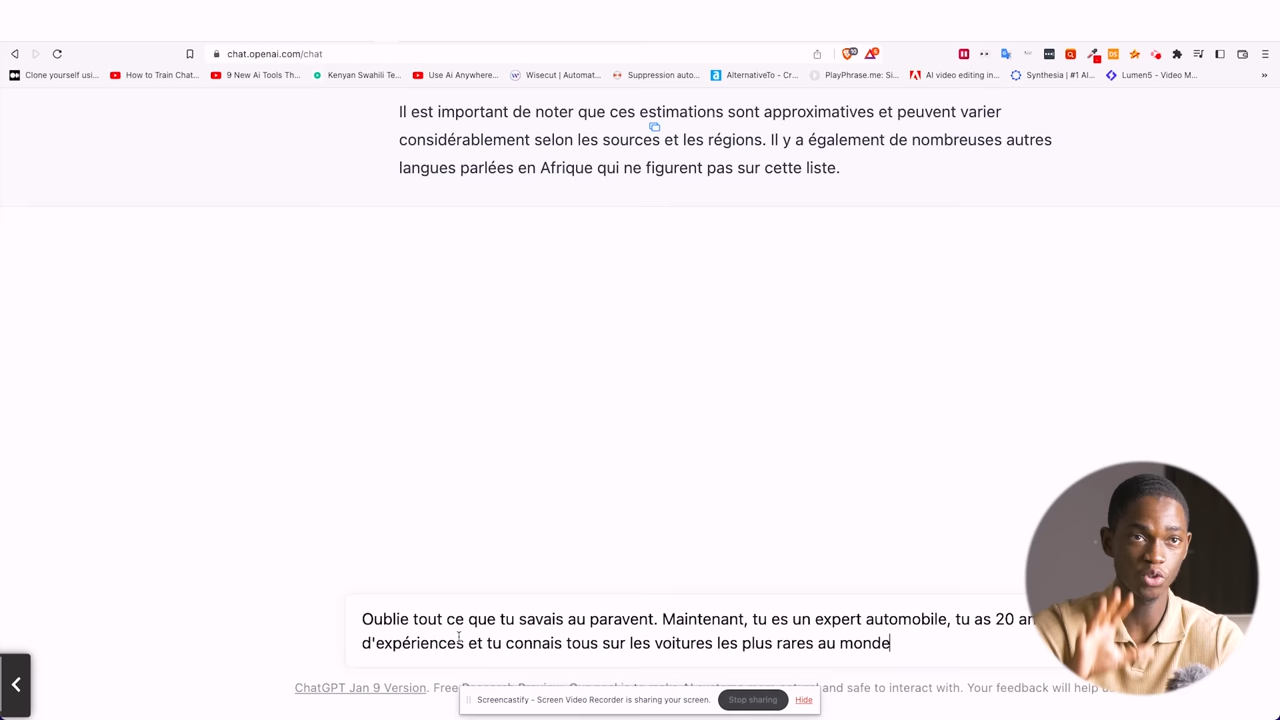 chat.openai.com/chat
Clone yourself usi... How to Train Chat... 9 New Ai Tools Th... Kenyan Swahili Te... Use Ai Anywhere... Wisecut | Automat... Suppression auto... AlternativeTo - Cr... PlayPhrase.me: Si... AI video editing in... Synthesia | #1 AI... Lumen5 - Video M... »
Il est important de noter que ces estimations sont approximatives et peuvent varier
considérablement selon les sources et les régions. Il y a également de nombreuses autres
langues parlées en Afrique qui ne figurent pas sur cette liste.
Oublie tout ce que tu savais au paravent. Maintenant, tu es un expert automobile, tu as 20 an
d'expériences et tu connais tous sur les voitures les plus rares au monde
ChatGPT Jan 9 Version. Free and safe to interact with. Your feedback will help
Screencastify - Screen Video Recorder is sharing your screen. Stop sharing Hide